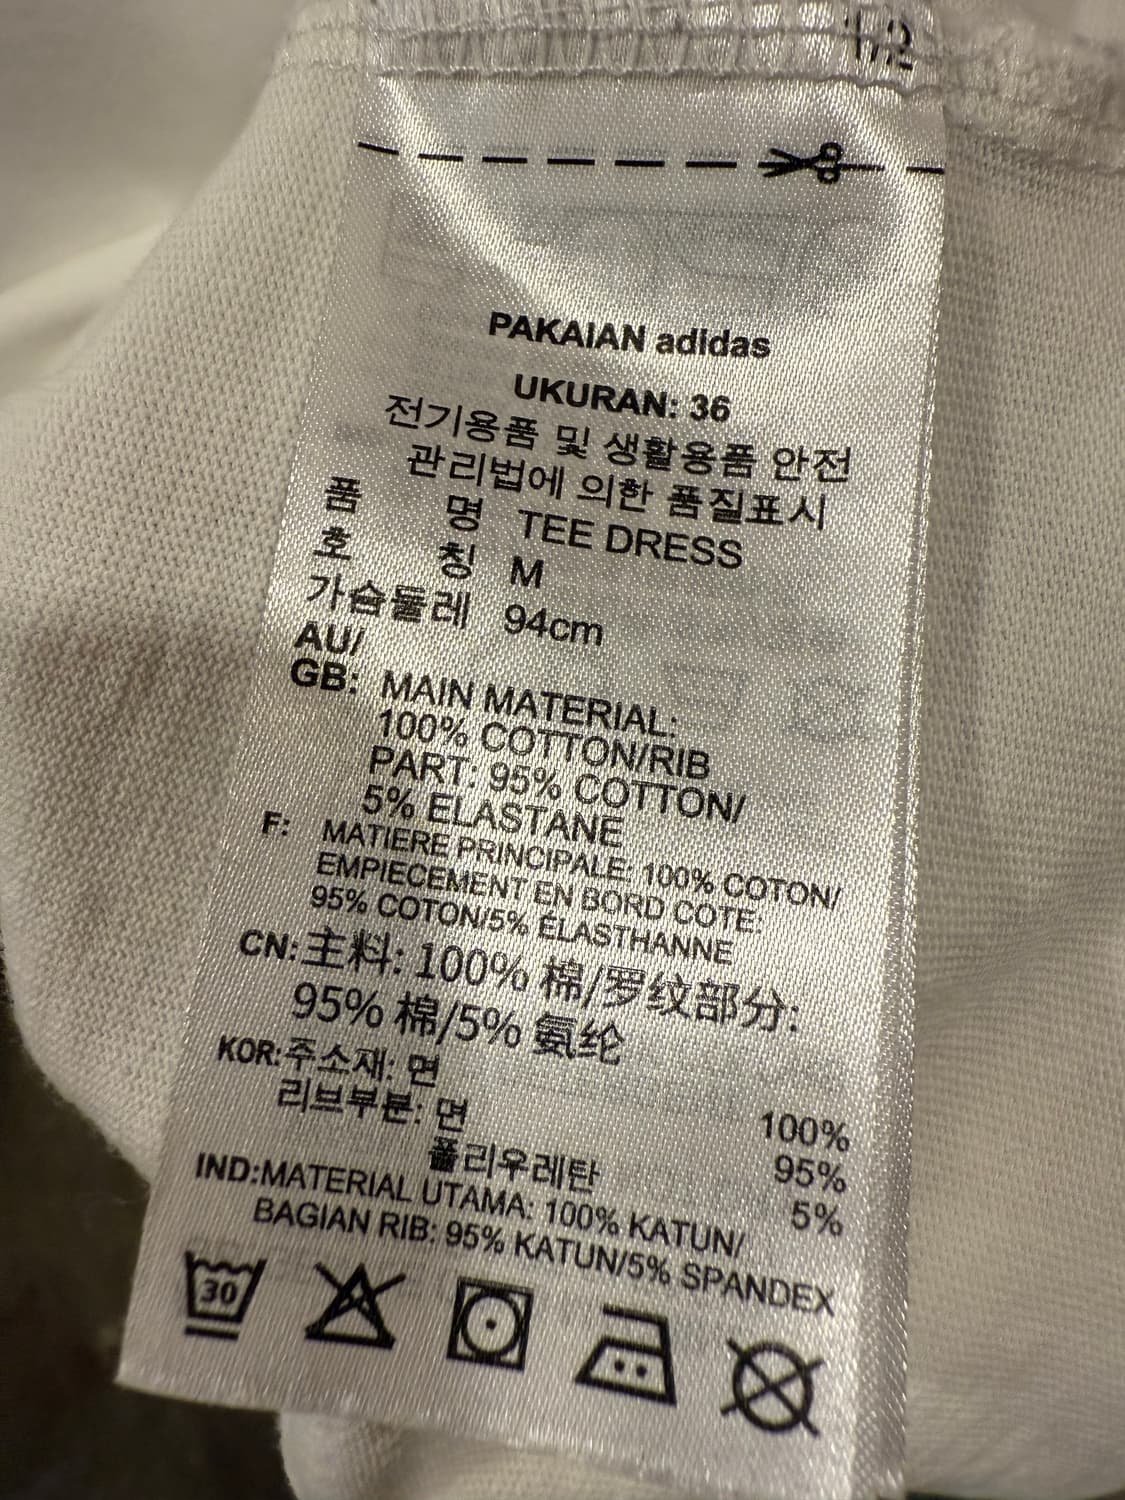 PAKAIAN adidas
UKURAN: 36
전기용품 및 생활용품 안전
관리법에 의한 품질표시
품 명 TEE DRESS
호 칭 M
가슴둘레 94cm
AU/
GB: MAIN MATERIAL:
100% COTTON/RIB
PART: 95% COTTON/
5% ELASTANE
F: MATIERE PRINCIPALE: 100% COTON/
EMPIECEMENT EN BORD COTE:
95% COTON/5% ÉLASTHANNE
CN: 主料: 100% 棉/罗纹部分:
95% 棉/5% 氨纶
KOR: 주소재: 면 100%
리브부분: 면 95%
폴리우레탄 5%
IND: MATERIAL UTAMA: 100% KATUN/
BAGIAN RIB: 95% KATUN/5% SPANDEX
30